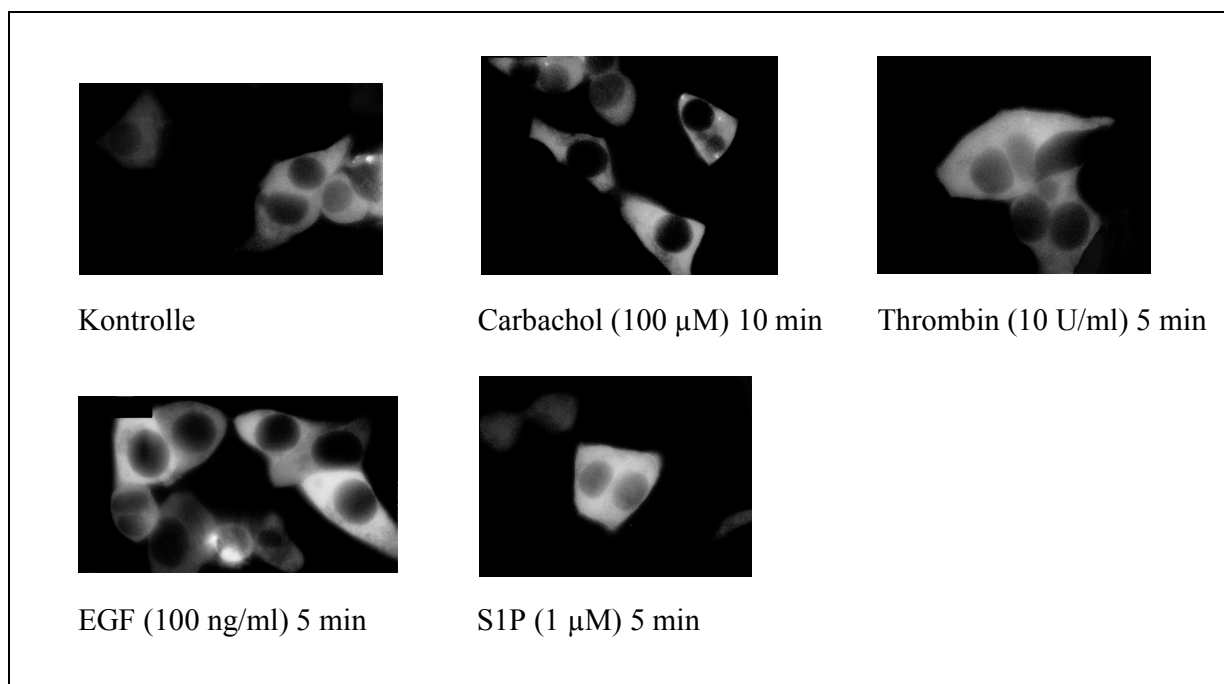 Kontrolle
Carbachol (100 µM) 10 min
Thrombin (10 U/ml) 5 min
EGF (100 ng/ml) 5 min
S1P (1 µM) 5 min